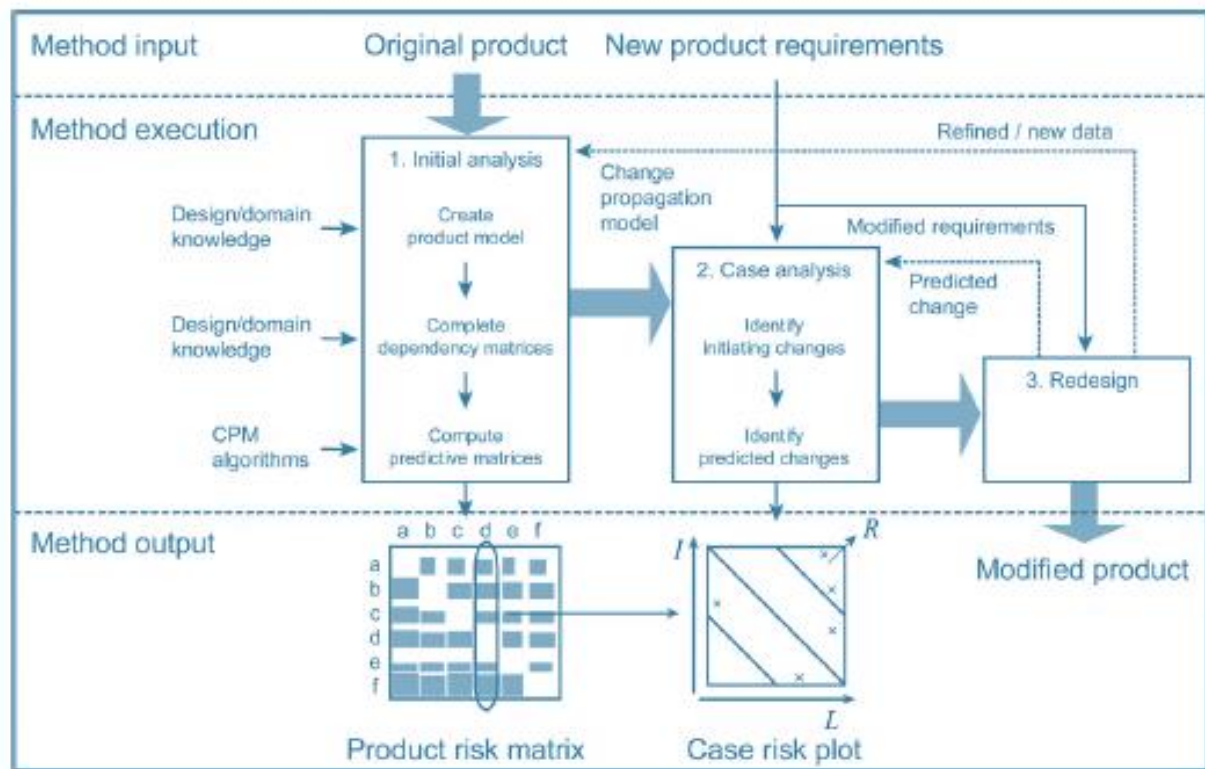 Method input
Original product
New product requirements
Method execution
Refined / new data
1. Initial analysis
Change
propagation
model
Design/domain
knowledge
Create
product model
Modified requirements
2. Case analysis
Predicted
change
Design/domain
knowledge
Complete
dependency matrices
Identify
initiating changes
3. Redesign
CPM
algorithms
Compute
predictive matrices
Identify
predicted changes
Method output
a b c d e f
a
b
c
d
e
f
I
R
L
Modified product
Product risk matrix
Case risk plot